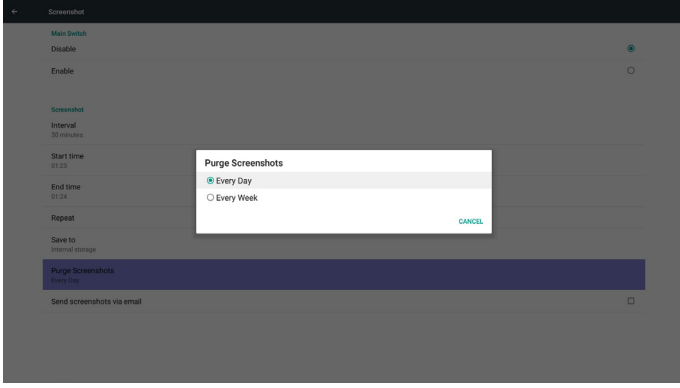 Screenshot
Main Switch
Disable
Enable
Screenshot
Interval
30 minutes
Start time
01:23
End time
01:24
Repeat
Save to
Internal storage
Purge Screenshots
Every Day
Send screenshots via email
Purge Screenshots
Every Day
Every Week
CANCEL